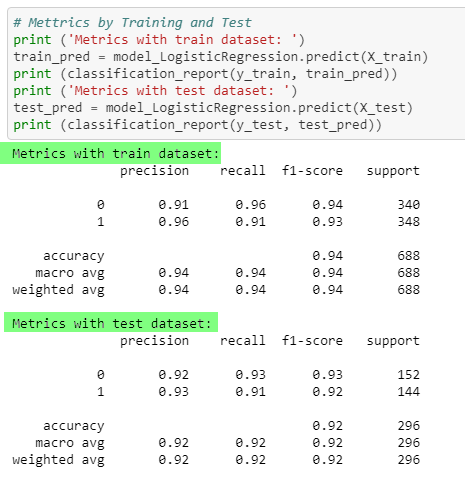 # Mettrics by Training and Test
print ('Metrics with train dataset: ')
train_pred = model_LogisticRegression.predict(X_train)
print (classification_report(y_train, train_pred))
print ('Metrics with test dataset: ')
test_pred = model_LogisticRegression.predict(X_test)
print (classification_report(y_test, test_pred))
Metrics with train dataset:
precision recall f1-score support
0 0.91 0.96 0.94 340
1 0.96 0.91 0.93 348
accuracy 0.94 688
macro avg 0.94 0.94 0.94 688
weighted avg 0.94 0.94 0.94 688
Metrics with test dataset:
precision recall f1-score support
0 0.92 0.93 0.93 152
1 0.93 0.91 0.92 144
accuracy 0.92 296
macro avg 0.92 0.92 0.92 296
weighted avg 0.92 0.92 0.92 296